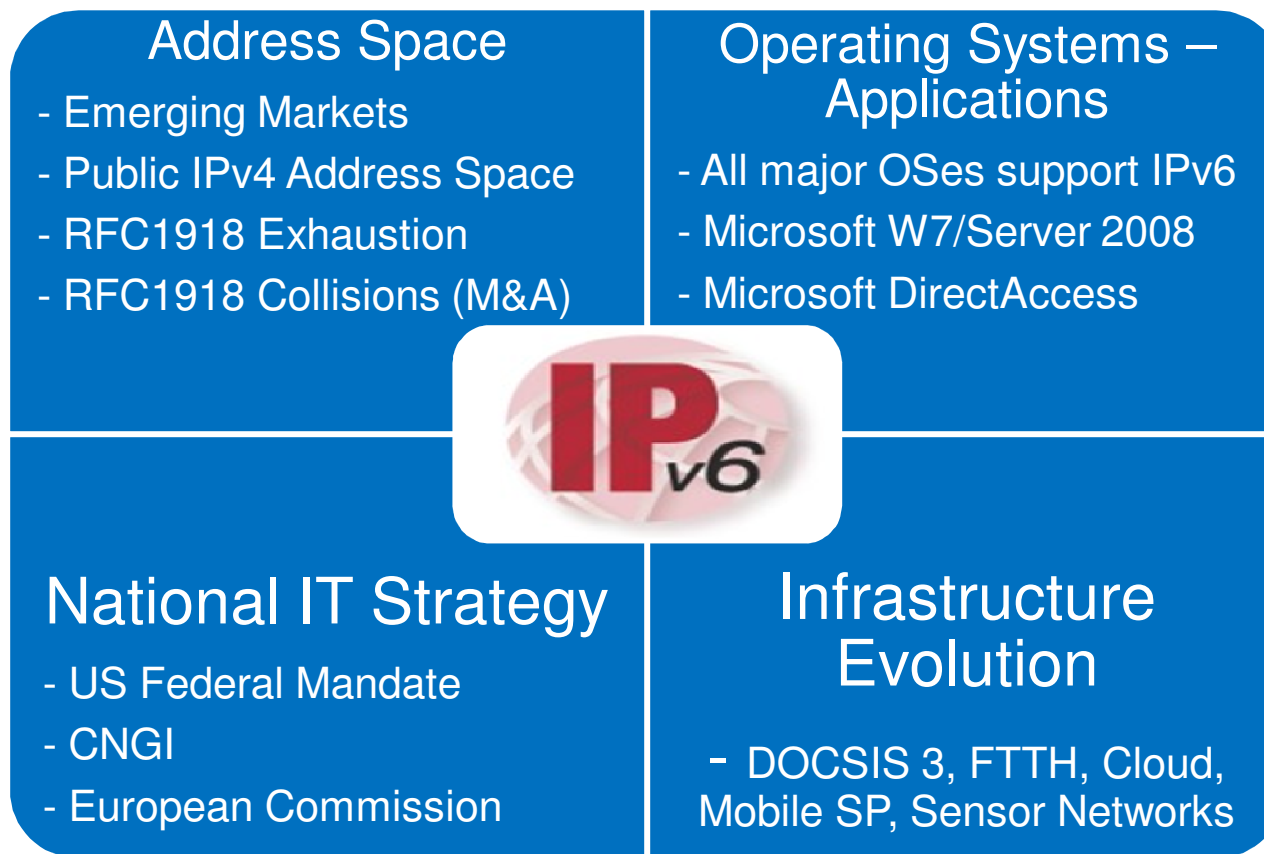 Address Space
- Emerging Markets
- Public IPv4 Address Space
- RFC1918 Exhaustion
- RFC1918 Collisions (M&A)
Operating Systems –
Applications
- All major OSes support IPv6
- Microsoft W7/Server 2008
- Microsoft DirectAccess
IPv6
National IT Strategy
- US Federal Mandate
- CNGI
- European Commission
Infrastructure
Evolution
- DOCSIS 3, FTTH, Cloud,
Mobile SP, Sensor Networks